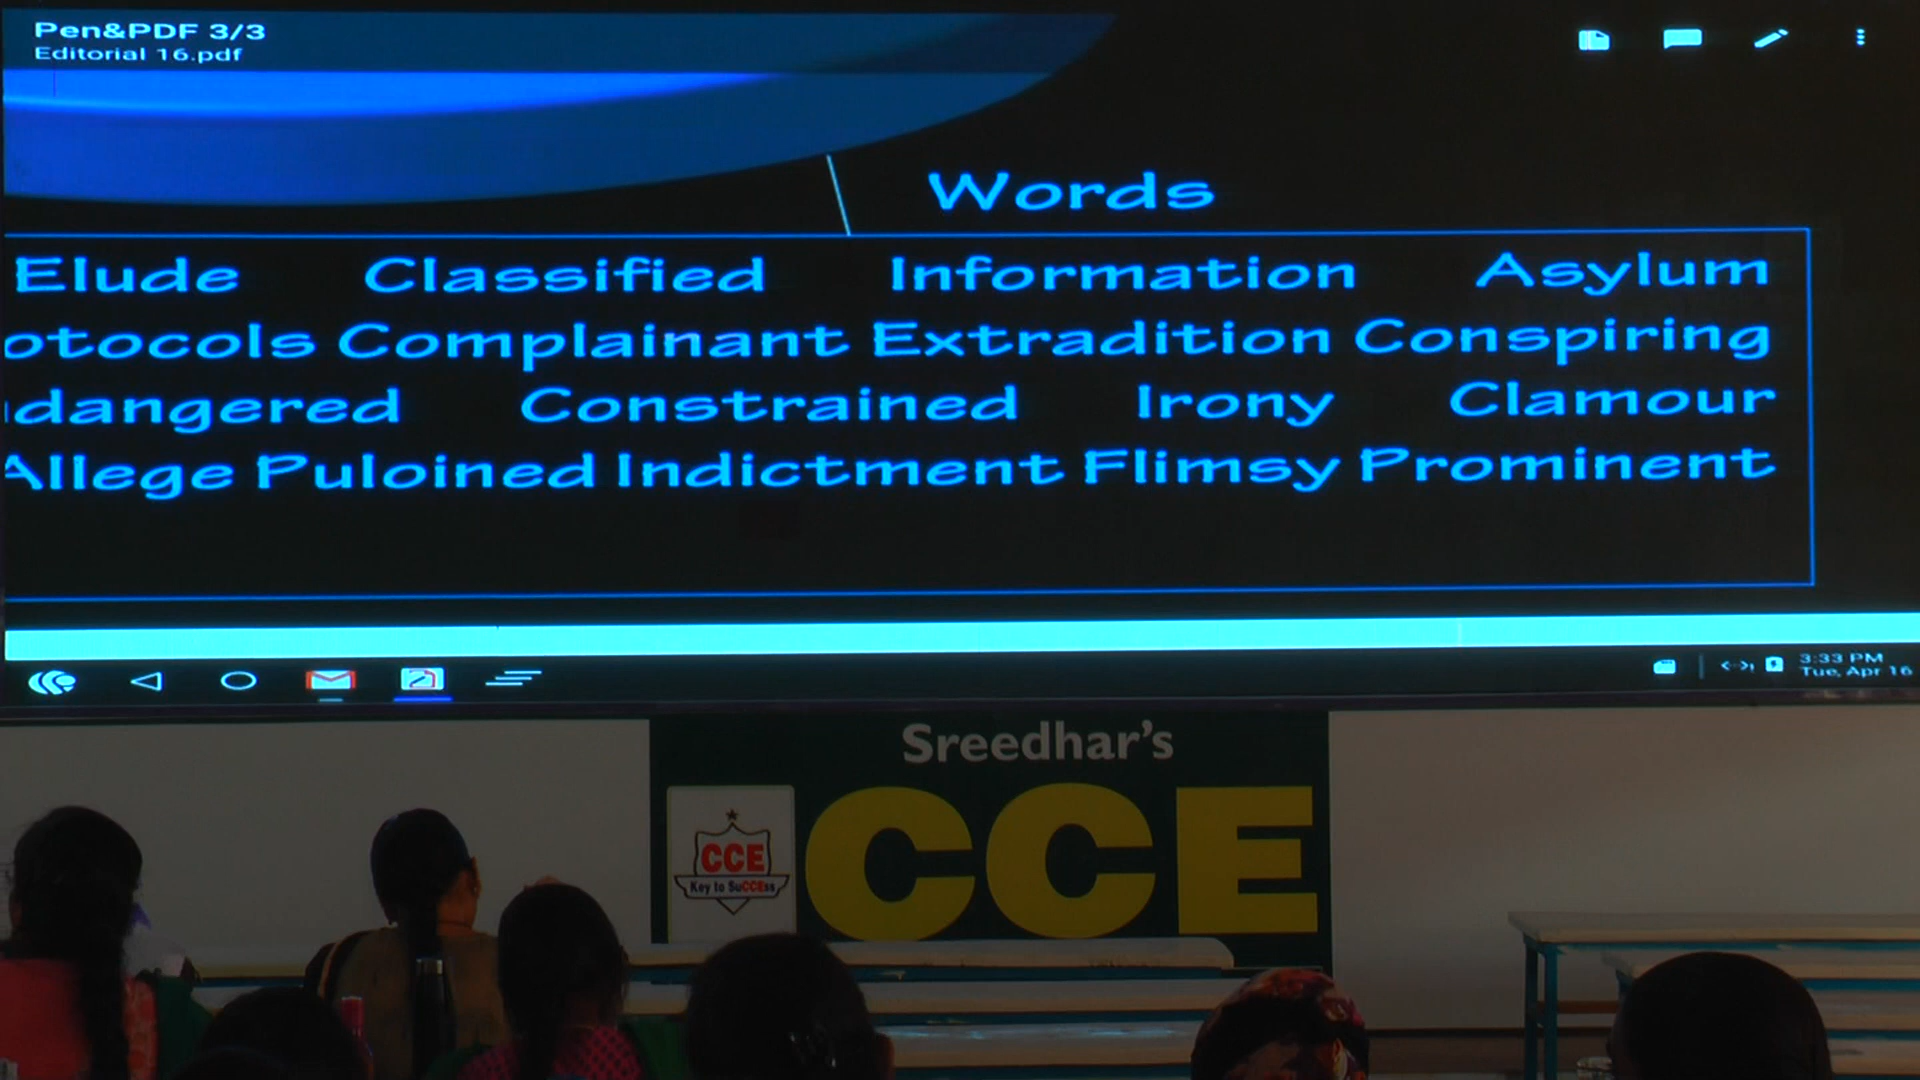 Pen&PDF 3/3
Editorial 16.pdf
Words
Elude Classified Information Asylum
otocols Complainant Extradition Conspiring
dangered Constrained Irony Clamour
Allege Puloined Indictment Flimsy Prominent
3:33 PM
Tue, Apr 16
Sreedhar's
CCE
CCE
Key to SuCCEss